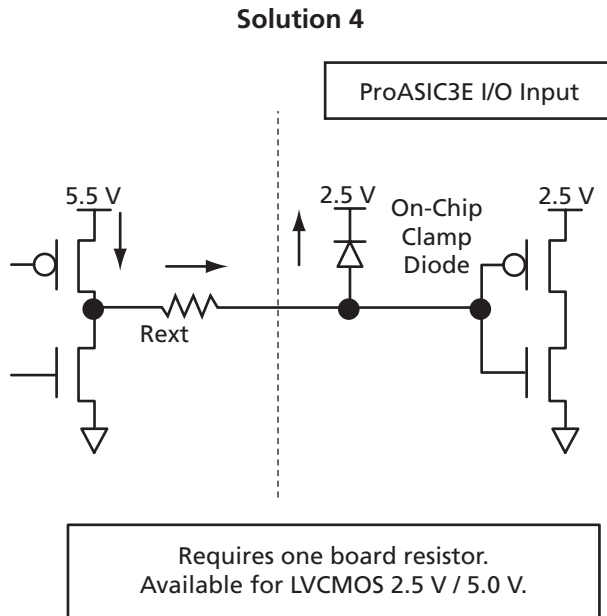 Solution 4
ProASIC3E I/O Input
5.5 V
2.5 V
On-Chip
Clamp
Diode
2.5 V
Rext
Requires one board resistor.
Available for LVCMOS 2.5 V / 5.0 V.